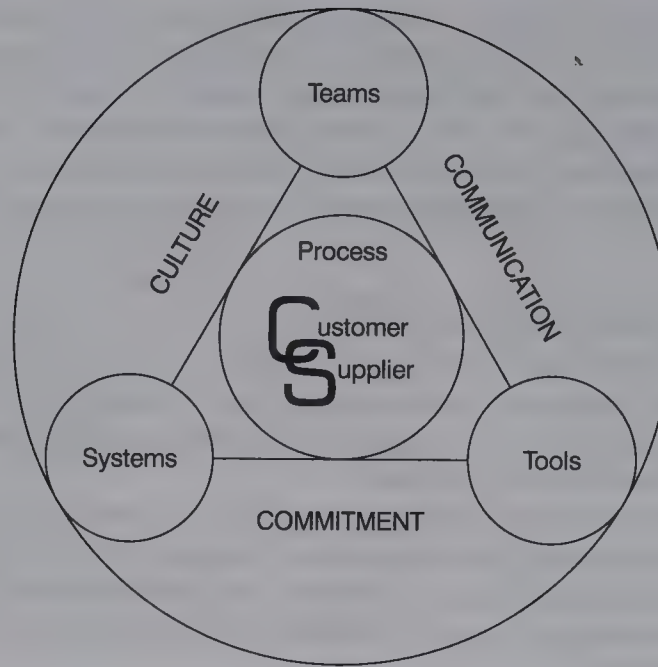 Teams
CULTURE
COMMUNICATION
Process
Customer
Supplier
Systems
Tools
COMMITMENT